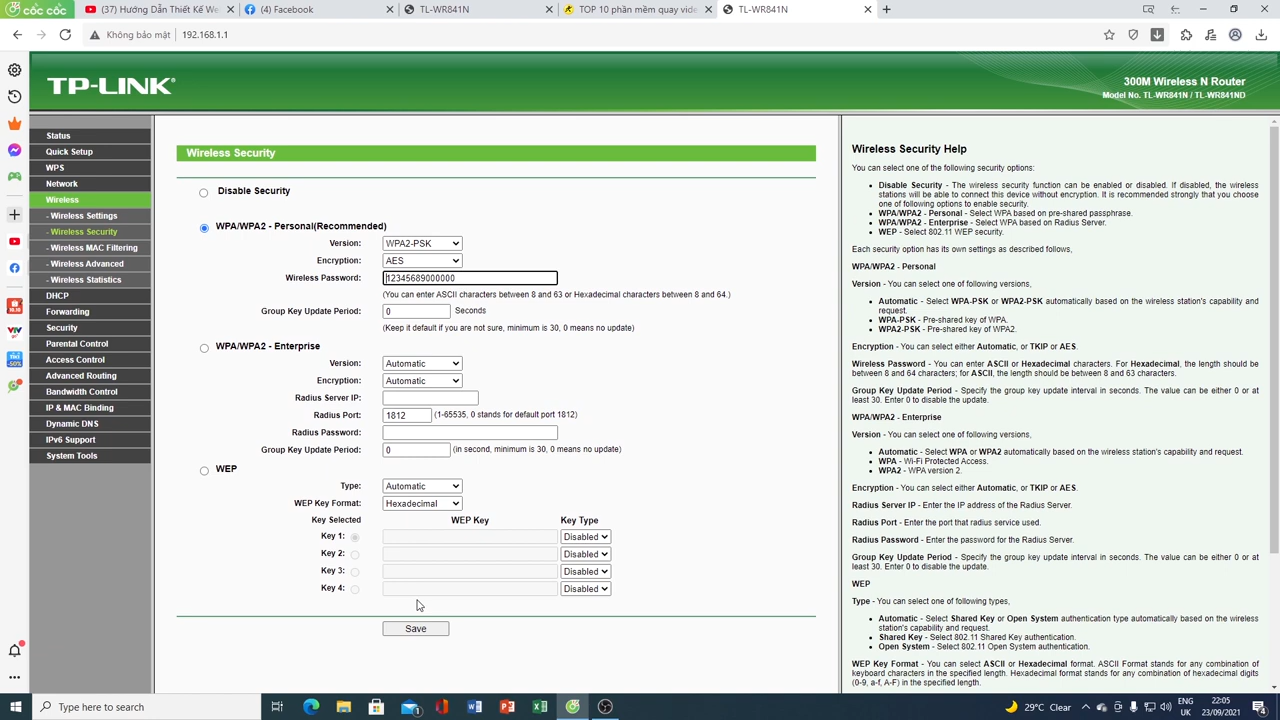 cốc cốc
(37) Hướng Dẫn Thiết Kế We
(4) Facebook
TL-WR841N
TOP 10 phần mềm quay vide
TL-WR841N
Không bảo mật
192.168.1.1
TP-LINK®
300M Wireless N Router
Model No. TL-WR841N / TL-WR841ND
Status
Quick Setup
WPS
Network
Wireless
- Wireless Settings
- Wireless Security
- Wireless MAC Filtering
- Wireless Advanced
- Wireless Statistics
DHCP
Forwarding
Security
Parental Control
Access Control
Advanced Routing
Bandwidth Control
IP & MAC Binding
Dynamic DNS
IPv6 Support
System Tools
Wireless Security
Disable Security
WPA/WPA2 - Personal(Recommended)
Version: WPA2-PSK
Encryption: AES
Wireless Password: 12345689000000
(You can enter ASCII characters between 8 and 63 or Hexadecimal characters between 8 and 64.)
Group Key Update Period: 0 Seconds
(Keep it default if you are not sure, minimum is 30, 0 means no update)
WPA/WPA2 - Enterprise
Version: Automatic
Encryption: Automatic
Radius Server IP:
Radius Port: 1812 (1-65535, 0 stands for default port 1812)
Radius Password:
Group Key Update Period: 0 (in second, minimum is 30, 0 means no update)
WEP
Type: Automatic
WEP Key Format: Hexadecimal
Key Selected WEP Key Key Type
Key 1: Disabled
Key 2: Disabled
Key 3: Disabled
Key 4: Disabled
Save
Wireless Security Help
You can select one of the following security options:
Disable Security - The wireless security function can be enabled or disabled. If disabled, the wireless
stations will be able to connect this device without encryption. It is recommended strongly that you choose
one of following options to enable security.
WPA/WPA2 - Personal - Select WPA based on pre-shared passphrase.
WPA/WPA2 - Enterprise - Select WPA based on Radius Server.
WEP - Select 802.11 WEP security.
Each security option has its own settings as described follows,
WPA/WPA2 - Personal
Version - You can select one of following versions,
Automatic - Select WPA-PSK or WPA2-PSK automatically based on the wireless station's capability and
request.
WPA-PSK - Pre-shared key of WPA.
WPA2-PSK - Pre-shared key of WPA2.
Encryption - You can select either Automatic, or TKIP or AES.
Wireless Password - You can enter ASCII or Hexadecimal characters. For Hexadecimal, the length should be
between 8 and 64 characters; for ASCII, the length should be between 8 and 63 characters.
Group Key Update Period - Specify the group key update interval in seconds. The value can be either 0 or at
least 30. Enter 0 to disable the update.
WPA/WPA2 - Enterprise
Version - You can select one of following versions,
Automatic - Select WPA or WPA2 automatically based on the wireless station's capability and request.
WPA - Wi-Fi Protected Access.
WPA2 - WPA version 2.
Encryption - You can select either Automatic, or TKIP or AES.
Radius Server IP - Enter the IP address of the Radius Server.
Radius Port - Enter the port that radius service used.
Radius Password - Enter the password for the Radius Server.
Group Key Update Period - Specify the group key update interval in seconds. The value can be either 0 or at
least 30. Enter 0 to disable the update.
WEP
Type - You can select one of following types,
Automatic - Select Shared Key or Open System authentication type automatically based on the wireless
station's capability and request.
Shared Key - Select 802.11 Shared Key authentication.
Open System - Select 802.11 Open System authentication.
WEP Key Format - You can select ASCII or Hexadecimal format. ASCII Format stands for any combination of
keyboard characters in the specified length. Hexadecimal format stands for any combination of hexadecimal digits
(0-9, a-f, A-F) in the specified length.
Type here to search
29°C Clear
ENG
UK
22:05
23/09/2021